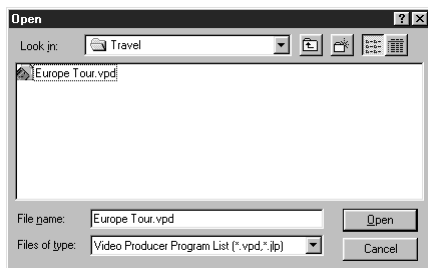 Open
Look in: Travel
Europe Tour.vpd
File name: Europe Tour.vpd Open
Files of type: Video Producer Program List (*.vpd,*.jlp) Cancel